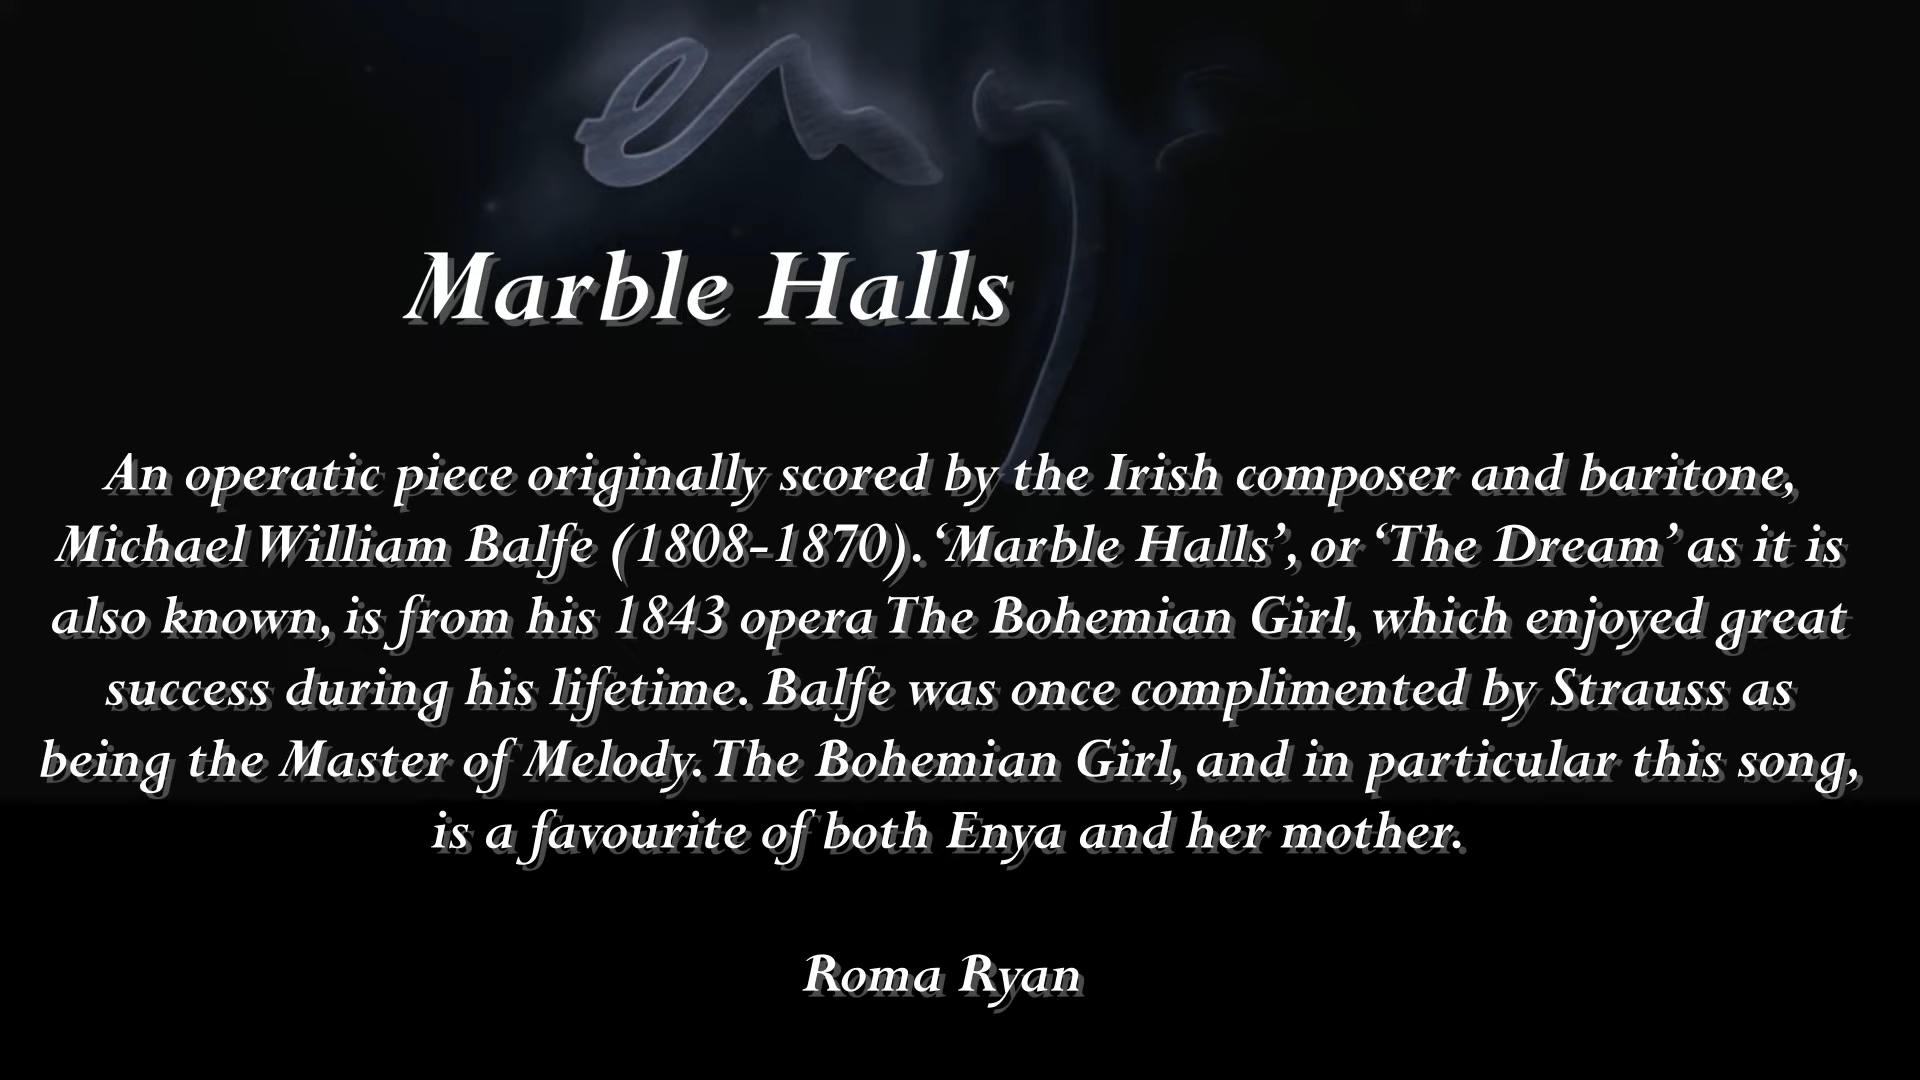 enya
Marble Halls
An operatic piece originally scored by the Irish composer and baritone,
Michael William Balfe (1808-1870). ‘Marble Halls’, or ‘The Dream’ as it is
also known, is from his 1843 opera The Bohemian Girl, which enjoyed great
success during his lifetime. Balfe was once complimented by Strauss as
being the Master of Melody. The Bohemian Girl, and in particular this song,
is a favourite of both Enya and her mother.
Roma Ryan